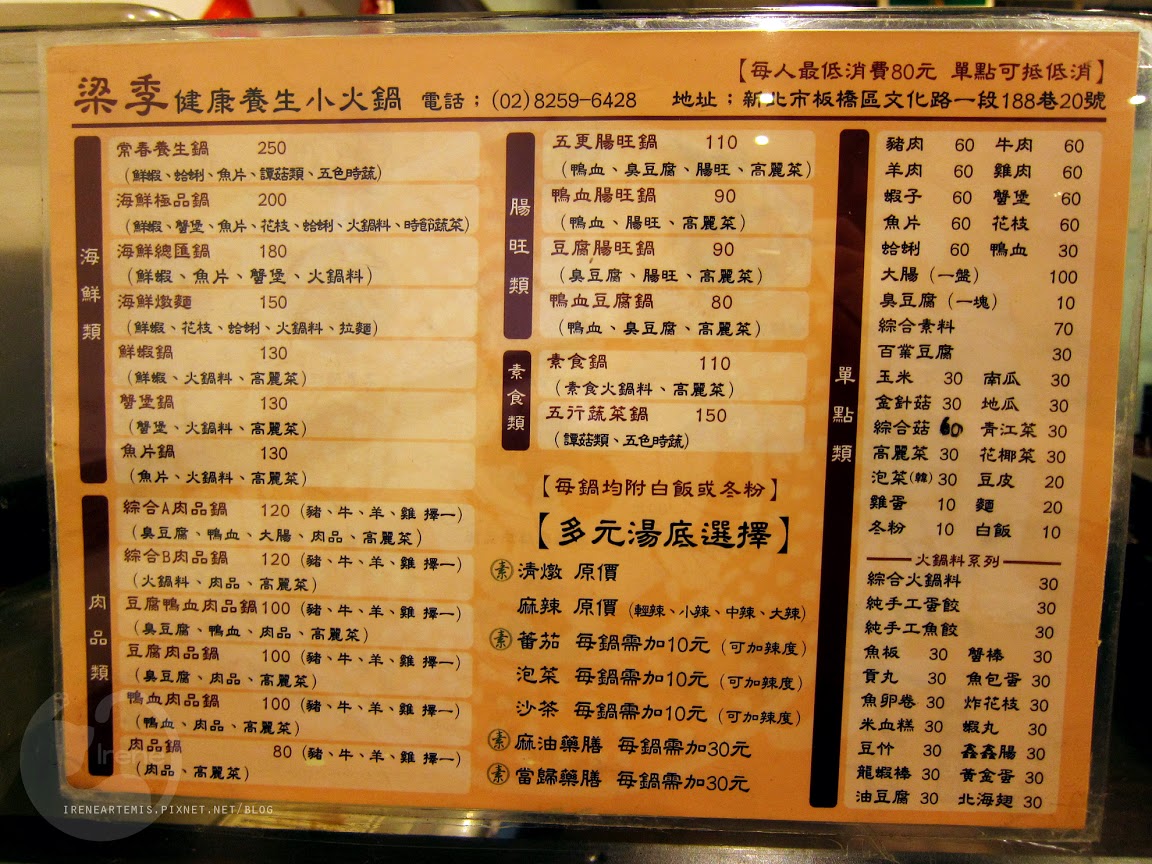 【每人最低消費80元 單點可抵低消】
梁季健康養生小火鍋 電話；(02)8259-6428 地址；新北市板橋區文化路一段188巷20號
海鮮類
常春養生鍋 250
（鮮蝦、蛤蜊、魚片、譚菇類、五色時蔬）
海鮮極品鍋 200
（鮮蝦、蟹堡、魚片、花枝、蛤蜊、火鍋料、時節蔬菜）
海鮮總匯鍋 180
（鮮蝦、魚片、蟹堡、火鍋料）
海鮮燉麵 150
（鮮蝦、花枝、蛤蜊、火鍋料、拉麵）
鮮蝦鍋 130
（鮮蝦、火鍋料、高麗菜）
蟹堡鍋 130
（蟹堡、火鍋料、高麗菜）
魚片鍋 130
（魚片、火鍋料、高麗菜）
肉品類
綜合A肉品鍋 120（豬、牛、羊、雞 擇一）
（臭豆腐、鴨血、大腸、肉品、高麗菜）
綜合B肉品鍋 120（豬、牛、羊、雞 擇一）
（火鍋料、肉品、高麗菜）
豆腐鴨血肉品鍋100（豬、牛、羊、雞 擇一）
（臭豆腐、鴨血、肉品、高麗菜）
豆腐肉品鍋 100（豬、牛、羊、雞 擇一）
（臭豆腐、肉品、高麗菜）
鴨血肉品鍋 100（豬、牛、羊、雞 擇一）
（鴨血、肉品、高麗菜）
肉品鍋 80（豬、牛、羊、雞 擇一）
（肉品、高麗菜）
腸旺類
五更腸旺鍋 110
（鴨血、臭豆腐、腸旺、高麗菜）
鴨血腸旺鍋 90
（鴨血、腸旺、高麗菜）
豆腐腸旺鍋 90
（臭豆腐、腸旺、高麗菜）
鴨血豆腐鍋 80
（鴨血、臭豆腐、高麗菜）
素食類
素食鍋 110
（素食火鍋料、高麗菜）
五行蔬菜鍋 150
（譚菇類、五色時蔬）
【每鍋均附白飯或冬粉】
【多元湯底選擇】
素 清燉 原價
麻辣 原價（輕辣、小辣、中辣、大辣）
素 蕃茄 每鍋需加10元（可加辣度）
泡菜 每鍋需加10元（可加辣度）
沙茶 每鍋需加10元（可加辣度）
素 麻油藥膳 每鍋需加30元
素 當歸藥膳 每鍋需加30元
單點類
豬肉 60 牛肉 60
羊肉 60 雞肉 60
蝦子 60 蟹堡 60
魚片 60 花枝 60
蛤蜊 60 鴨血 30
大腸（一盤） 100
臭豆腐（一塊） 10
綜合素料 70
百業豆腐 30
玉米 30 南瓜 30
金針菇 30 地瓜 30
綜合菇 60 青江菜 30
高麗菜 30 花椰菜 30
泡菜(韓) 30 豆皮 20
雞蛋 10 麵 20
冬粉 10 白飯 10
火鍋料系列
綜合火鍋料 30
純手工蛋餃 30
純手工魚餃 30
魚板 30 蟹棒 30
貢丸 30 魚包蛋 30
魚卵卷 30 炸花枝 30
米血糕 30 蝦丸 30
豆竹 30 鑫鑫腸 30
龍蝦棒 30 黃金蛋 30
油豆腐 30 北海翅 30
Irene
IRENEARTEMIS.PIXNET.NET/BLOG